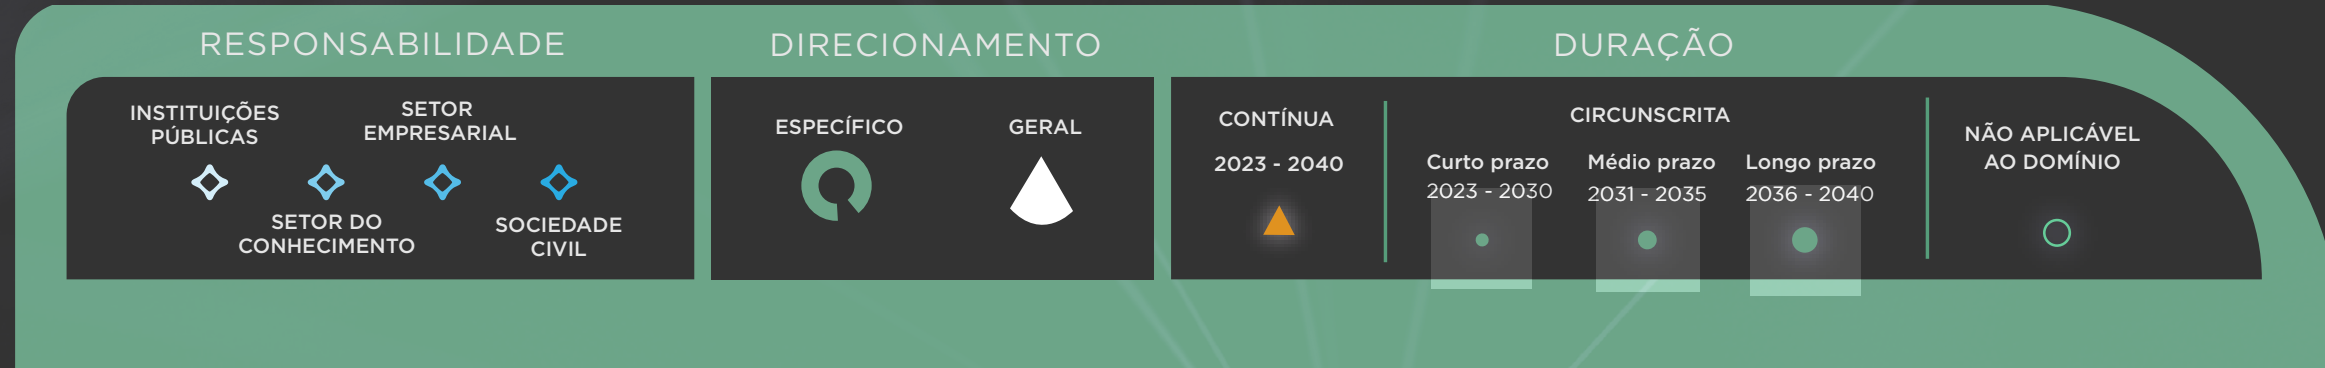 RESPONSABILIDADE
INSTITUIÇÕES
PÚBLICAS
SETOR
EMPRESARIAL
SETOR DO
CONHECIMENTO
SOCIEDADE
CIVIL
DIRECIONAMENTO
ESPECÍFICO
GERAL
DURAÇÃO
CONTÍNUA
2023 - 2040
CIRCUNSCRITA
Curto prazo
2023 - 2030
Médio prazo
2031 - 2035
Longo prazo
2036 - 2040
NÃO APLICÁVEL
AO DOMÍNIO